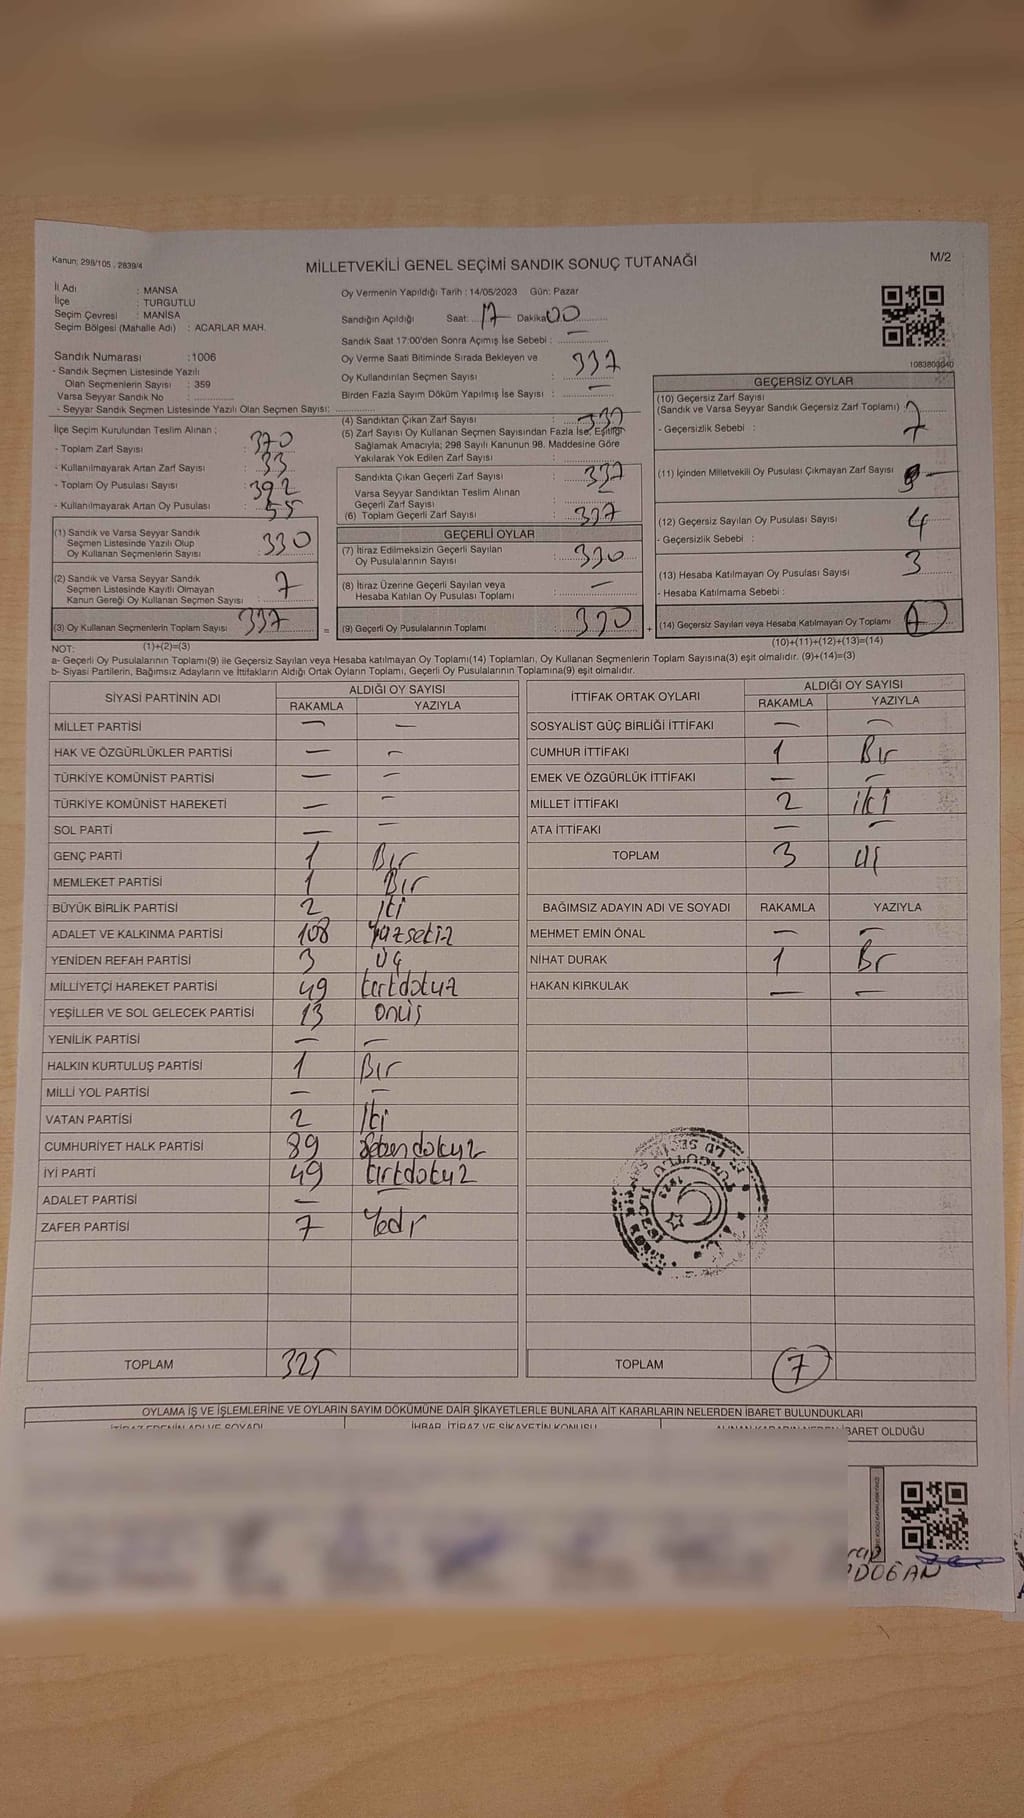 Kanun: 298/105 , 2839/4
M/2
MİLLETVEKİLİ GENEL SEÇİMİ SANDIK SONUÇ TUTANAĞI
İl Adı : MANSA
İlçe : TURGUTLU
Seçim Çevresi : MANİSA
Seçim Bölgesi (Mahalle Adı) : ACARLAR MAH.
Sandık Numarası : 1006
- Sandık Seçmen Listesinde Yazılı
Olan Seçmenlerin Sayısı : 359
Varsa Seyyar Sandık No :
- Seyyar Sandık Seçmen Listesinde Yazılı Olan Seçmen Sayısı:
Oy Vermenin Yapıldığı Tarih : 14/05/2023 Gün: Pazar
Sandığın Açıldığı Saat: 17 Dakika 00
Sandık Saat 17:00'den Sonra Açımış İse Sebebi : —
Oy Verme Saati Bitiminde Sırada Bekleyen ve
Oy Kullandırılan Seçmen Sayısı : 337
Birden Fazla Sayım Döküm Yapılmış İse Sayısı : —
İlçe Seçim Kurulundan Teslim Alınan ;
- Toplam Zarf Sayısı : 370
- Kullanılmayarak Artan Zarf Sayısı : 33
- Toplam Oy Pusulası Sayısı : 392
- Kullanılmayarak Artan Oy Pusulası : 55
(1) Sandık ve Varsa Seyyar Sandık
Seçmen Listesinde Yazılı Olup
Oy Kullanan Seçmenlerin Sayısı : 330
(2) Sandık ve Varsa Seyyar Sandık
Seçmen Listesinde Kayıtlı Olmayan
Kanun Gereği Oy Kullanan Seçmen Sayısı : 7
(3) Oy Kullanan Seçmenlerin Toplam Sayısı : 337
(1)+(2)=(3)
(4) Sandıktan Çıkan Zarf Sayısı : 337
(5) Zarf Sayısı Oy Kullanan Seçmen Sayısından Fazla İse, Eşitliği
Sağlamak Amacıyla; 298 Sayılı Kanunun 98. Maddesine Göre
Yakılarak Yok Edilen Zarf Sayısı :
Sandıkta Çıkan Geçerli Zarf Sayısı : 337
Varsa Seyyar Sandıktan Teslim Alınan
Geçerli Zarf Sayısı : —
(6) Toplam Geçerli Zarf Sayısı : 337
GEÇERLİ OYLAR
(7) İtiraz Edilmeksizin Geçerli Sayılan
Oy Pusulalarının Sayısı : 330
(8) İtiraz Üzerine Geçerli Sayılan veya
Hesaba Katılan Oy Pusulası Toplamı : —
= (9) Geçerli Oy Pusulalarının Toplamı : 330 +
1083803040
GEÇERSİZ OYLAR
(10) Geçersiz Zarf Sayısı
(Sandık ve Varsa Seyyar Sandık Geçersiz Zarf Toplamı) :
- Geçersizlik Sebebi :
(11) İçinden Milletvekili Oy Pusulası Çıkmayan Zarf Sayısı : —
(12) Geçersiz Sayılan Oy Pusulası Sayısı : 4
- Geçersizlik Sebebi :
(13) Hesaba Katılmayan Oy Pusulası Sayısı : 3
- Hesaba Katılmama Sebebi :
(14) Geçersiz Sayılan veya Hesaba Katılmayan Oy Toplamı : 7
(10)+(11)+(12)+(13)=(14)
NOT:
a- Geçerli Oy Pusulalarının Toplamı(9) ile Geçersiz Sayılan veya Hesaba katılmayan Oy Toplamı(14) Toplamları, Oy Kullanan Seçmenlerin Toplam Sayısına(3) eşit olmalıdır. (9)+(14)=(3)
b- Siyasi Partilerin, Bağımsız Adayların ve İttifakların Aldığı Ortak Oyların Toplamı, Geçerli Oy Pusulalarının Toplamına(9) eşit olmalıdır.
SİYASİ PARTİNİN ADI ALDIĞI OY SAYISI
RAKAMLA YAZIYLA
MİLLET PARTİSİ — —
HAK VE ÖZGÜRLÜKLER PARTİSİ — —
TÜRKİYE KOMÜNİST PARTİSİ — —
TÜRKİYE KOMÜNİST HAREKETİ — —
SOL PARTİ — —
GENÇ PARTİ 1 Bir
MEMLEKET PARTİSİ 1 Bir
BÜYÜK BİRLİK PARTİSİ 2 İki
ADALET VE KALKINMA PARTİSİ 108 Yüzsekiz
YENİDEN REFAH PARTİSİ 3 Üç
MİLLİYETÇİ HAREKET PARTİSİ 49 kırkdokuz
YEŞİLLER VE SOL GELECEK PARTİSİ 13 onüç
YENİLİK PARTİSİ — —
HALKIN KURTULUŞ PARTİSİ 1 Bir
MİLLİ YOL PARTİSİ — —
VATAN PARTİSİ 2 İki
CUMHURİYET HALK PARTİSİ 89 Seksendokuz
İYİ PARTİ 49 kırkdokuz
ADALET PARTİSİ — —
ZAFER PARTİSİ 7 Yedi
TOPLAM 325
İTTİFAK ORTAK OYLARI ALDIĞI OY SAYISI
RAKAMLA YAZIYLA
SOSYALİST GÜÇ BİRLİĞİ İTTİFAKI — —
CUMHUR İTTİFAKI 1 Bir
EMEK VE ÖZGÜRLÜK İTTİFAKI — —
MİLLET İTTİFAKI 2 iki
ATA İTTİFAKI — —
TOPLAM 3 üç
BAĞIMSIZ ADAYIN ADI VE SOYADI RAKAMLA YAZIYLA
MEHMET EMİN ÖNAL — —
NİHAT DURAK 1 Bir
HAKAN KIRKULAK — —
TOPLAM 7
OYLAMA İŞ VE İŞLEMLERİNE VE OYLARIN SAYIM DÖKÜMÜNE DAİR ŞİKAYETLERLE BUNLARA AİT KARARLARIN NELERDEN İBARET BULUNDUKLARI
İTİRAZ EDENİN ADI VE SOYADI İHBAR, İTİRAZ VE ŞİKAYETİN KONUSU İBARET OLDUĞU
DOĞAN